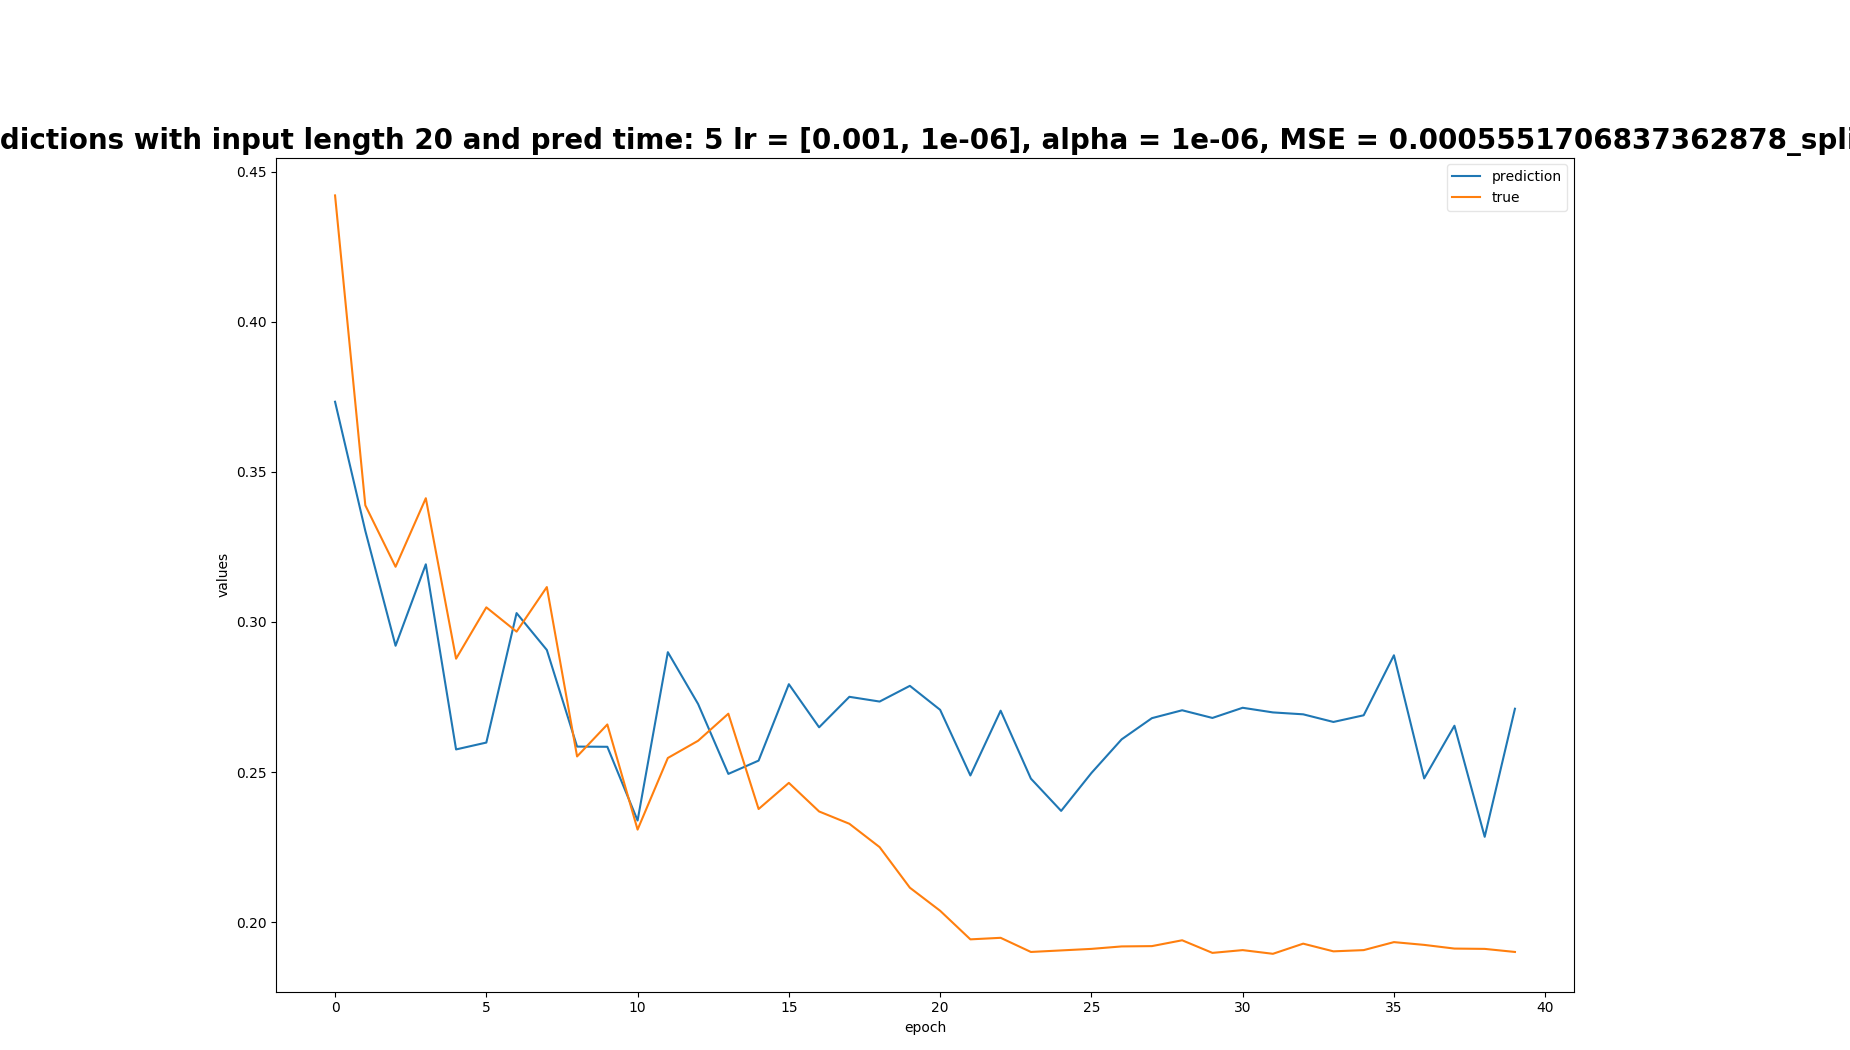 dictions with input length 20 and pred time: 5 lr = [0.001, 1e-06], alpha = 1e-06, MSE = 0.0005551706837362878_spli
prediction
true
0.45
0.40
0.35
0.30
0.25
0.20
values
0 5 10 15 20 25 30 35 40
epoch